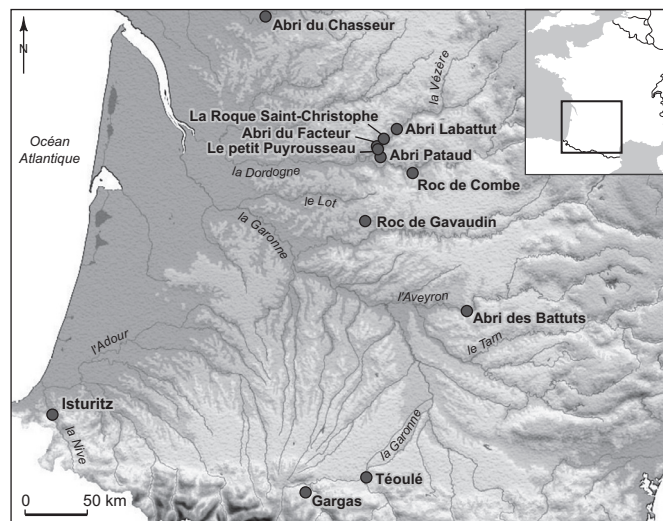 N
Abri du Chasseur
la Vézère
La Roque Saint-Christophe
Abri Labattut
Abri du Facteur
Le petit Puyrousseau
Abri Pataud
Océan
Atlantique
la Dordogne
Roc de Combe
le Lot
la Garonne
Roc de Gavaudin
l'Aveyron
Abri des Battuts
le Tarn
l'Adour
Isturitz
la Nive
la Garonne
Téoulé
Gargas
0 50 km